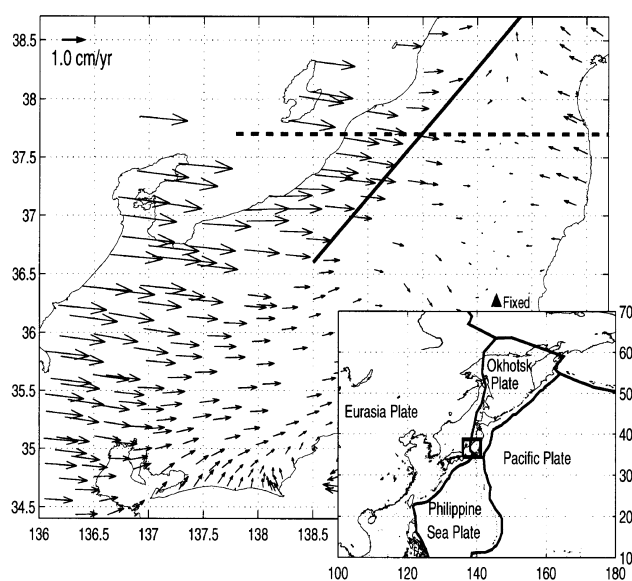 38.5
1.0 cm/yr
38
37.5
37
36.5
Fixed
36
70
60
Okhotsk
Plate
35.5
50
Eurasia Plate
40
35
Pacific Plate
30
34.5
Philippine
Sea Plate
20
10
136 136.5 137 137.5 138 138.5
100 120 140 160 180